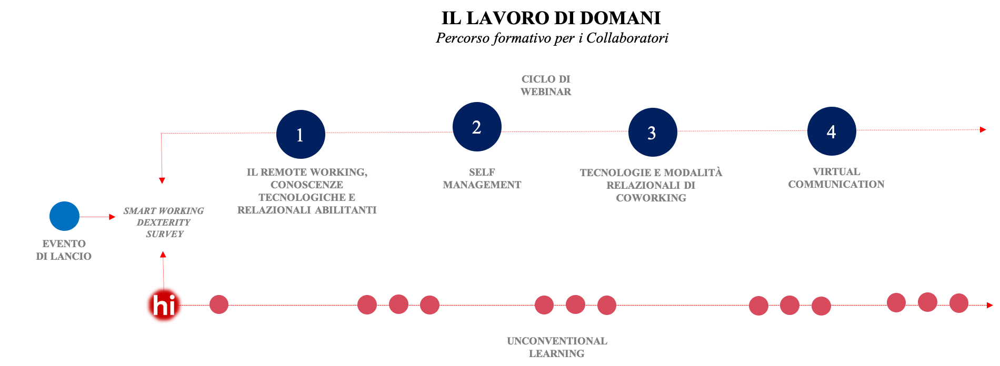 IL LAVORO DI DOMANI
Percorso formativo per i Collaboratori
CICLO DI
WEBINAR
1
2
3
4
IL REMOTE WORKING,
CONOSCENZE
TECNOLOGICHE E
RELAZIONALI ABILITANTI
SELF
MANAGEMENT
TECNOLOGIE E MODALITÀ
RELAZIONALI DI
COWORKING
VIRTUAL
COMMUNICATION
SMART WORKING
DEXTERITY
SURVEY
EVENTO
DI LANCIO
hi
UNCONVENTIONAL
LEARNING